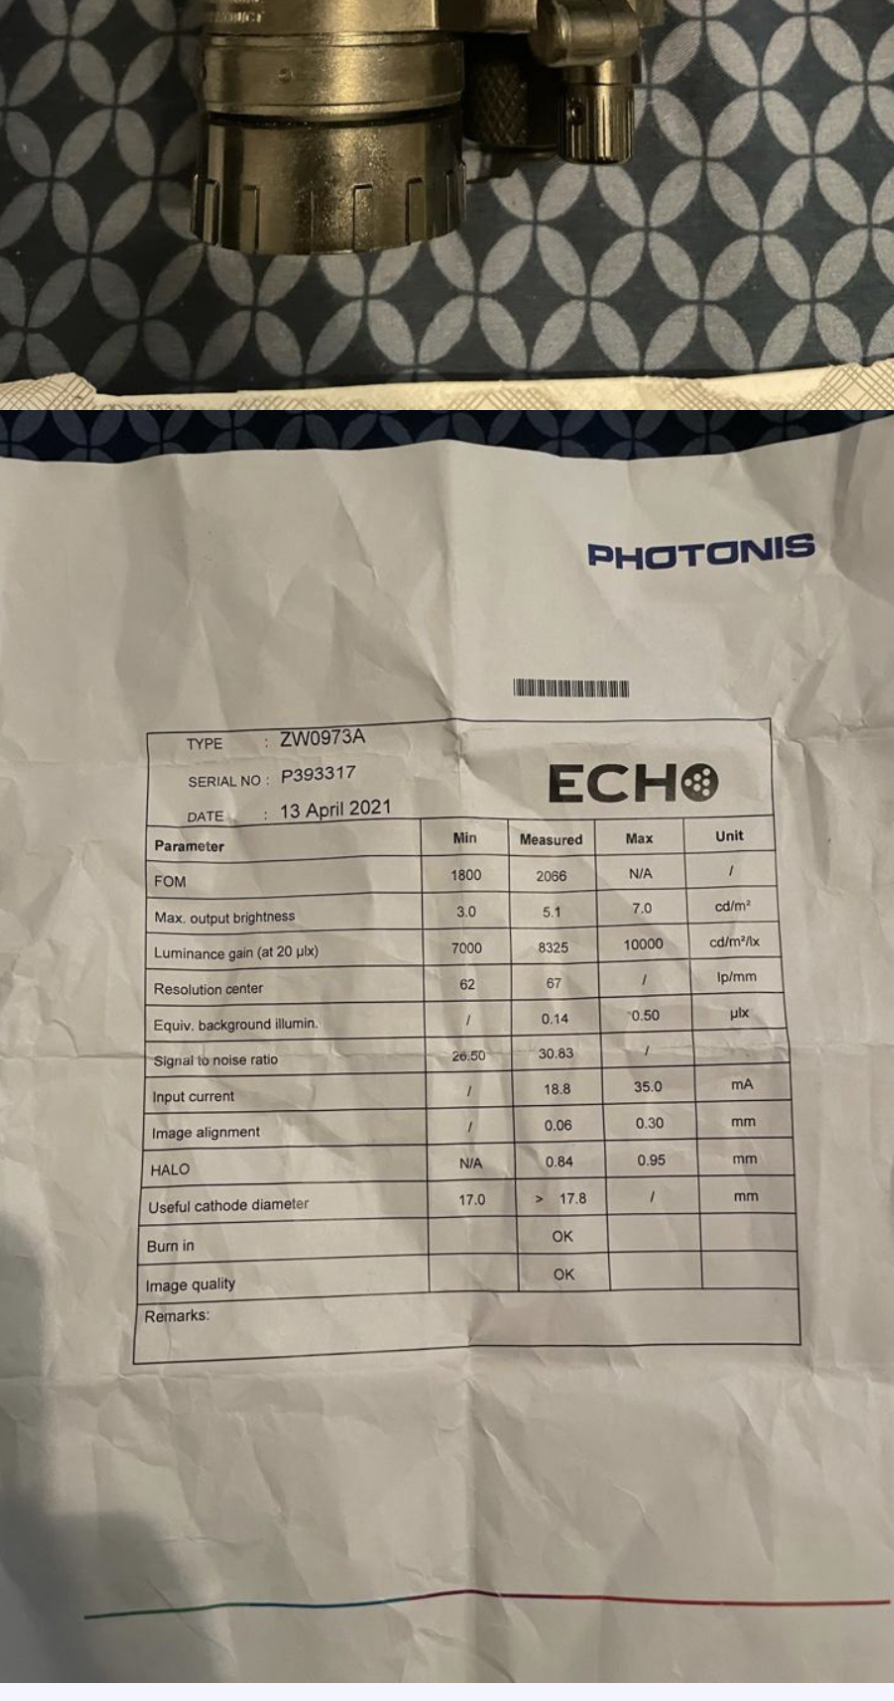 PHOTONIS
TYPE : ZW0973A
SERIAL NO : P393317
DATE : 13 April 2021
ECHO
Parameter Min Measured Max Unit
FOM 1800 2066 N/A /
Max. output brightness 3.0 5.1 7.0 cd/m²
Luminance gain (at 20 µlx) 7000 8325 10000 cd/m²/lx
Resolution center 62 67 / lp/mm
Equiv. background illumin. / 0.14 0.50 µlx
Signal to noise ratio 26.50 30.83 /
Input current / 18.8 35.0 mA
Image alignment / 0.06 0.30 mm
HALO N/A 0.84 0.95 mm
Useful cathode diameter 17.0 > 17.8 / mm
Burn in OK
Image quality OK
Remarks: